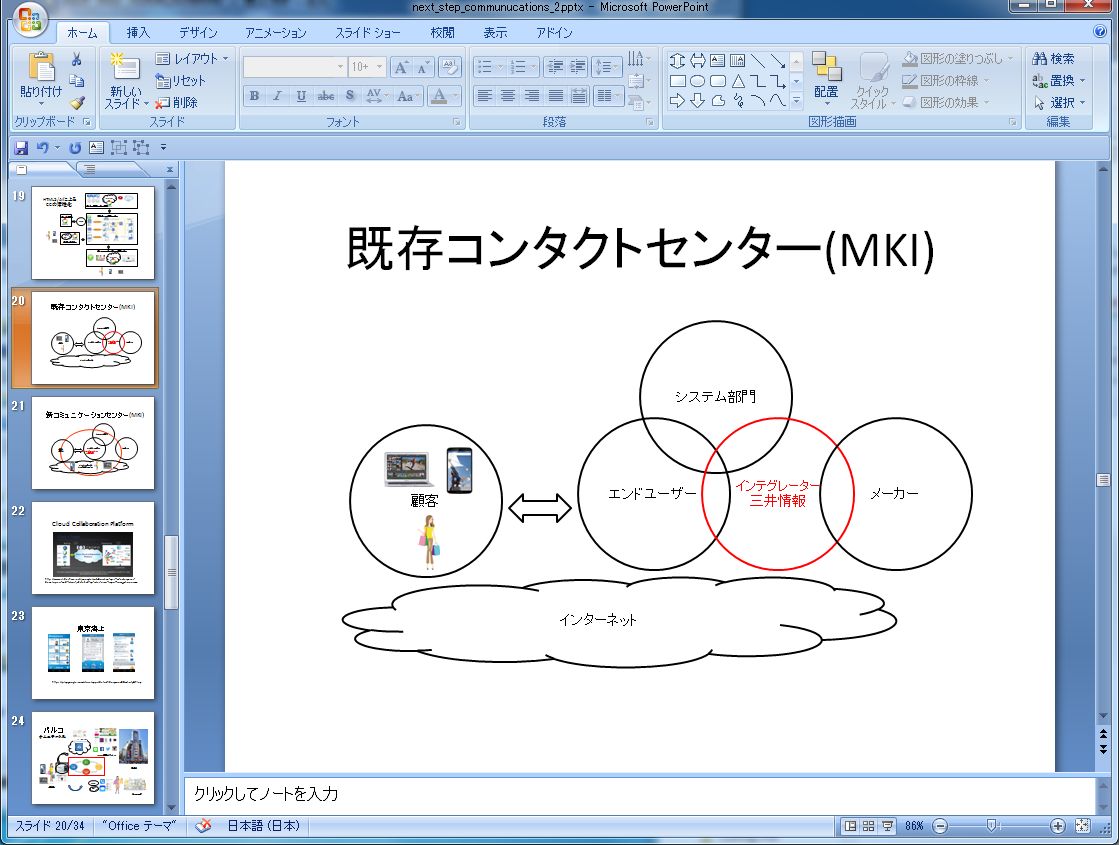 next_step_communucations_2.pptx - Microsoft PowerPoint
ホーム 挿入 デザイン アニメーション スライド ショー 校閲 表示 アドイン
貼り付け
クリップボード
新しい
スライド
レイアウト
リセット
削除
スライド
10+
B I U abe S AV Aa A
フォント
段落
配置
クイック
スタイル
図形の塗りつぶし
図形の枠線
図形の効果
図形描画
検索
置換
選択
編集
19
20
既存コンタクトセンター(MKI)
21
新コミュニケーションセンター(MKI)
22
Cloud Collaboration Platform
23
東京海上
24
パルコ
既存コンタクトセンター(MKI)
システム部門
顧客
エンドユーザー
インテグレーター
三井情報
メーカー
インターネット
クリックしてノートを入力
スライド 20/34 "Office テーマ" 日本語 (日本) 86%